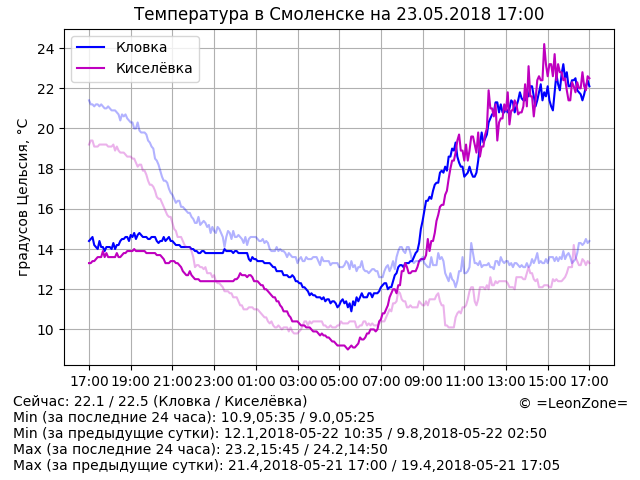 Температура в Смоленске на 23.05.2018 17:00
Кловка
Киселёвка
градусов Цельсия, °C
24
22
20
18
16
14
12
10
17:00 19:00 21:00 23:00 01:00 03:00 05:00 07:00 09:00 11:00 13:00 15:00 17:00
Сейчас: 22.1 / 22.5 (Кловка / Киселёвка)
© =LeonZone=
Min (за последние 24 часа): 10.9,05:35 / 9.0,05:25
Min (за предыдущие сутки): 12.1,2018-05-22 10:35 / 9.8,2018-05-22 02:50
Max (за последние 24 часа): 23.2,15:45 / 24.2,14:50
Max (за предыдущие сутки): 21.4,2018-05-21 17:00 / 19.4,2018-05-21 17:05